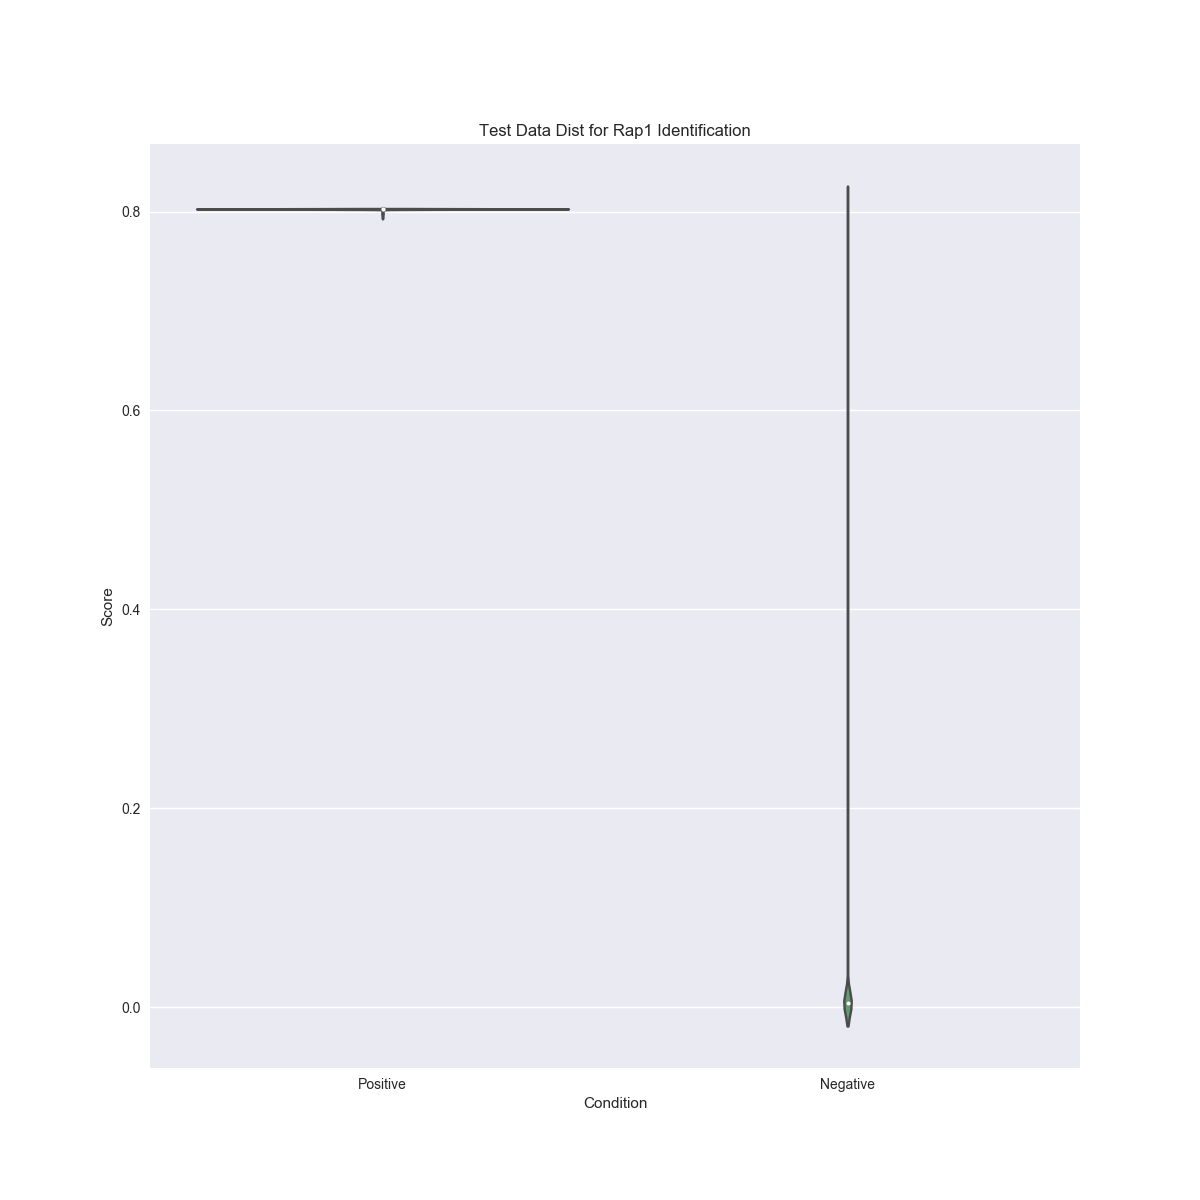 Test Data Dist for Rap1 Identification
0.8
0.6
0.4
0.2
0.0
Score
Positive
Negative
Condition